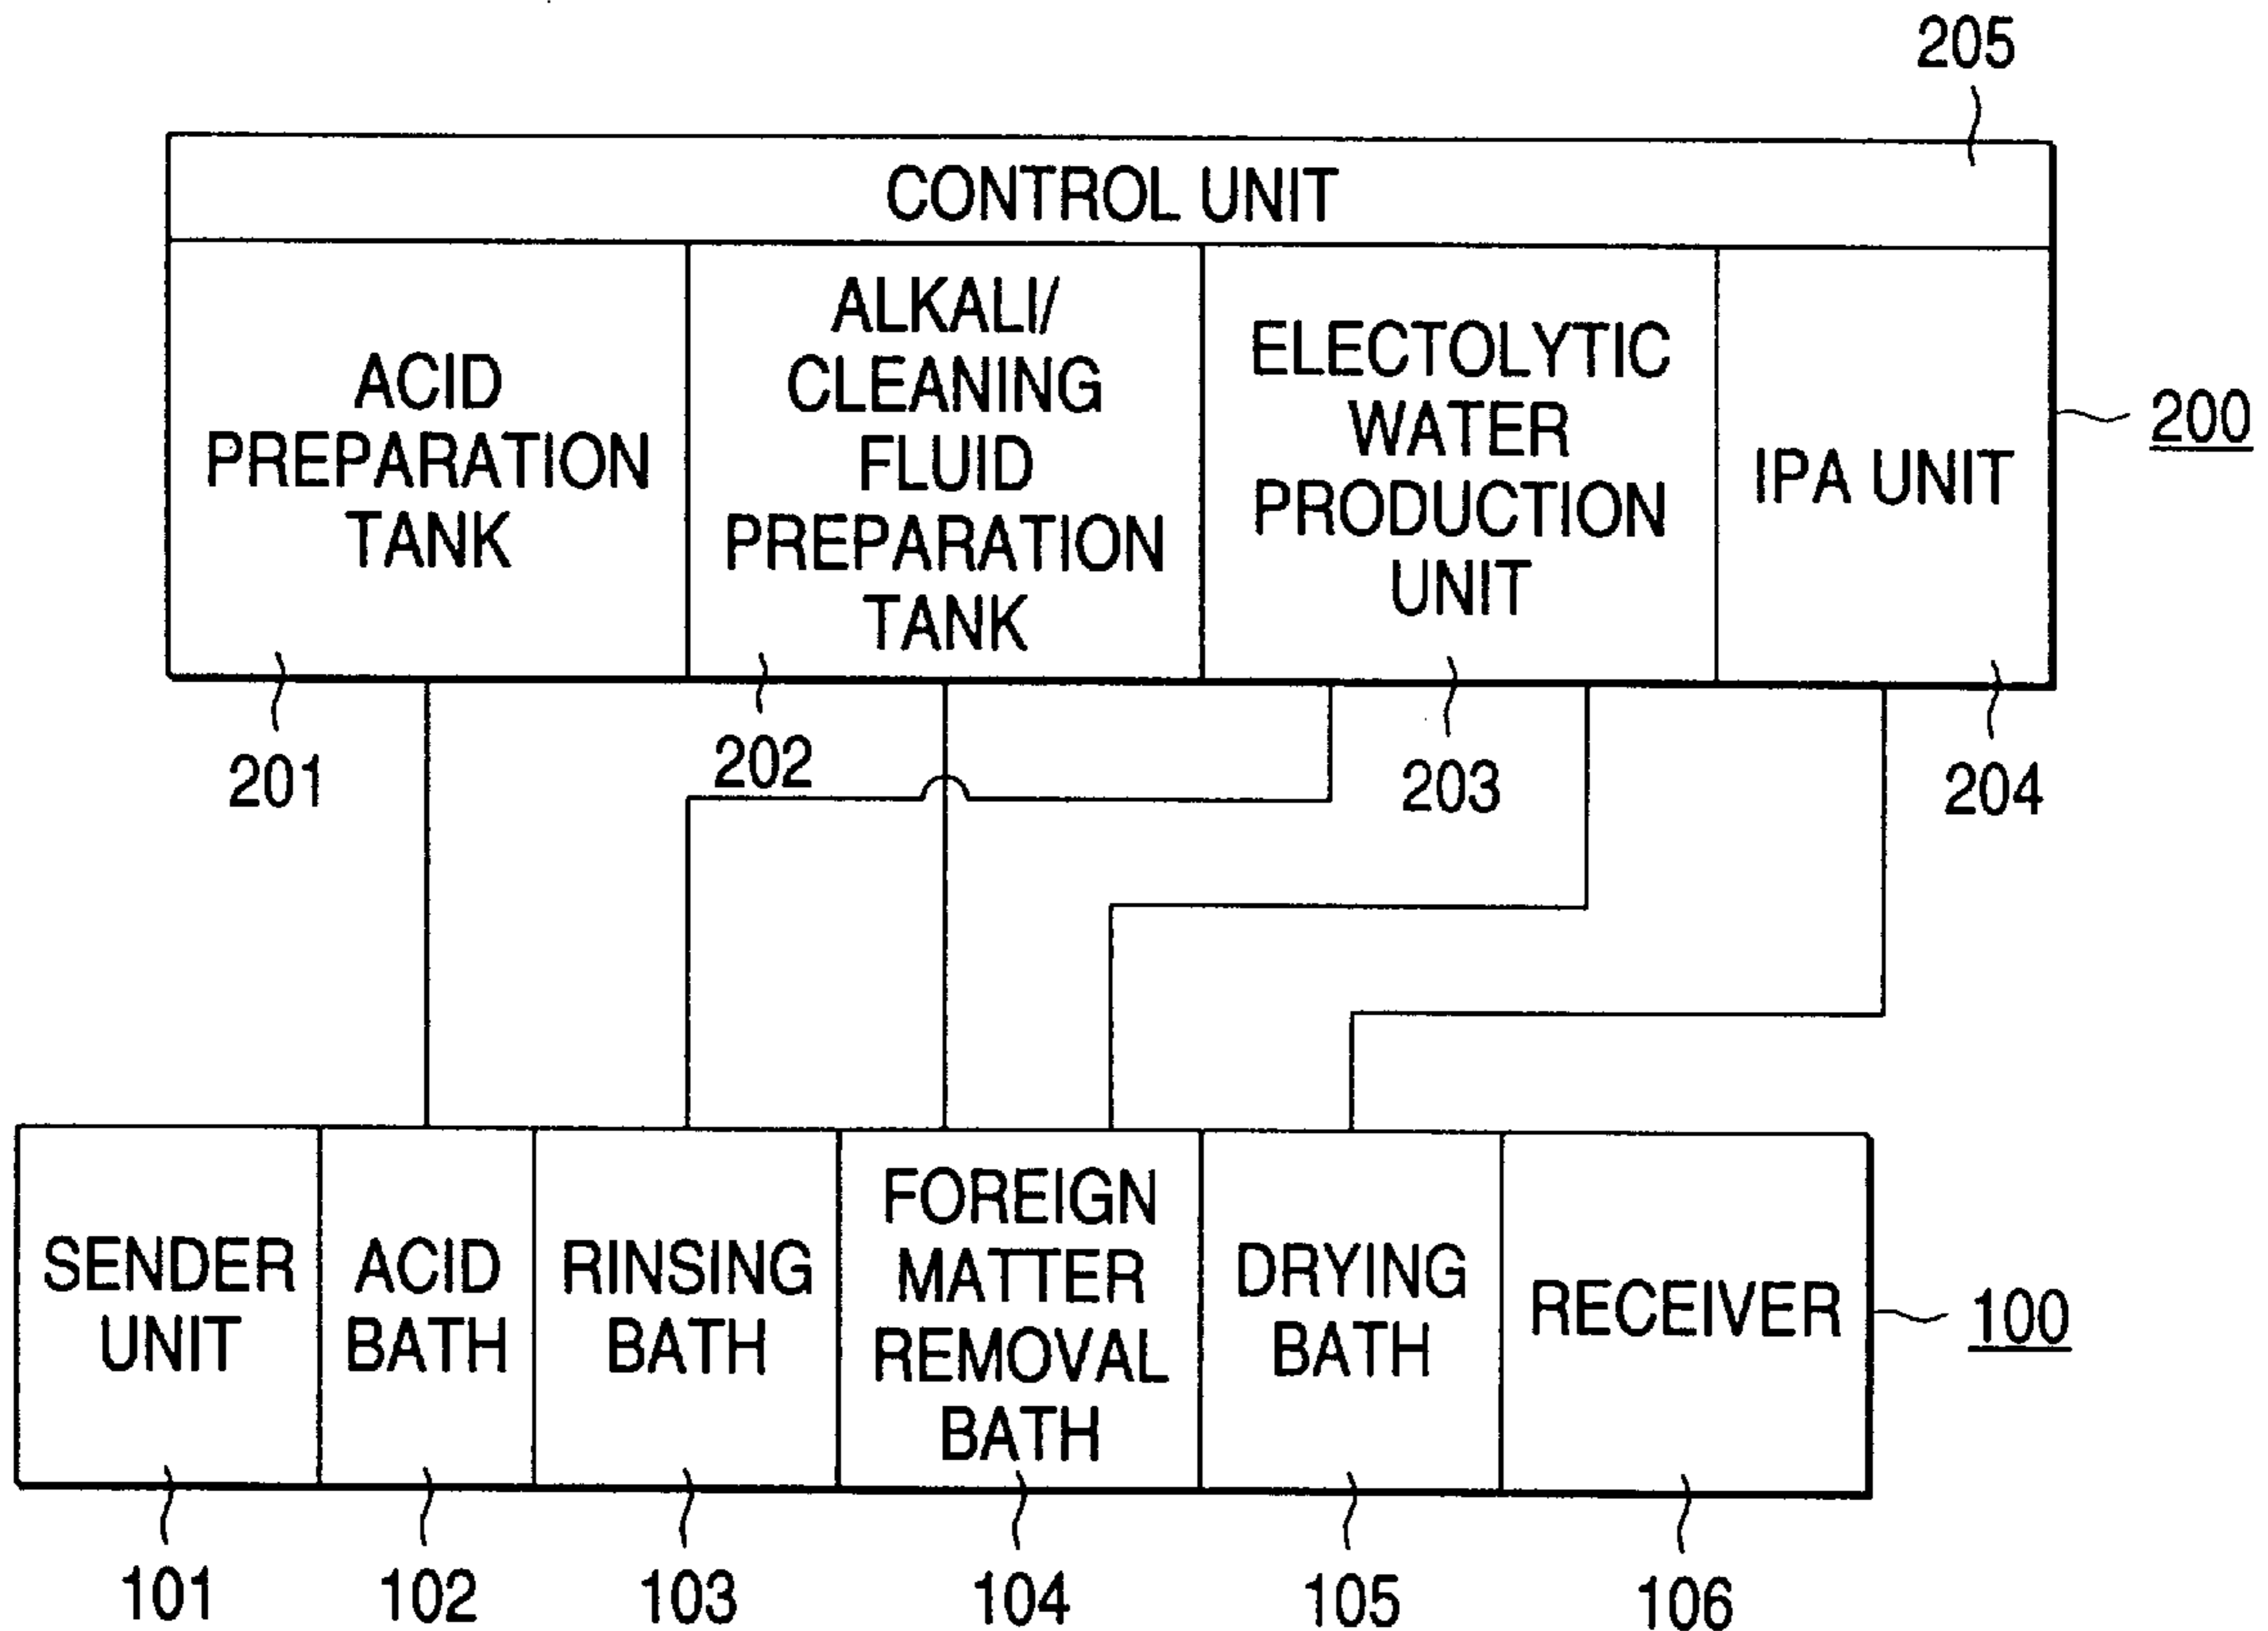 205
CONTROL UNIT
ACID
PREPARATION
TANK
ALKALI/
CLEANING
FLUID
PREPARATION
TANK
ELECTOLYTIC
WATER
PRODUCTION
UNIT
IPA UNIT
200
201
202
203
204
SENDER
UNIT
ACID
BATH
RINSING
BATH
FOREIGN
MATTER
REMOVAL
BATH
DRYING
BATH
RECEIVER
100
101
102
103
104
105
106